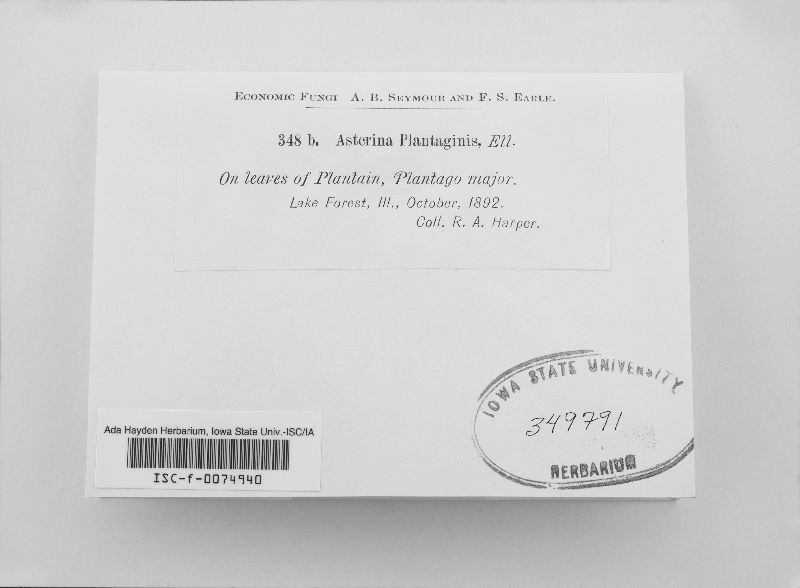 Economic Fungi A. B. Seymour and F. S. Earle.
348 b. Asterina Plantaginis, Ell.
On leaves of Plantain, Plantago major.
Lake Forest, Ill., October, 1892.
Coll. R. A. Harper.
IOWA STATE UNIVERSITY
349791
HERBARIUM
Ada Hayden Herbarium, Iowa State Univ.-ISC/IA
ISC-f-0074940